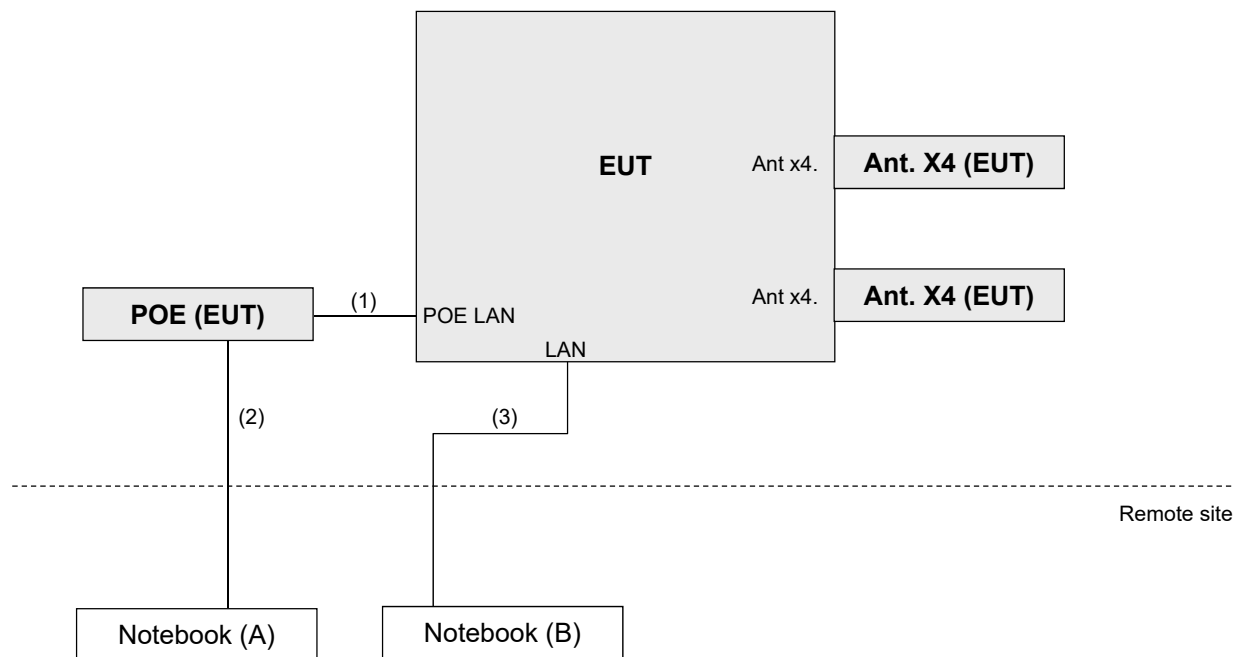 EUT
Ant x4.
Ant. X4 (EUT)
Ant x4.
Ant. X4 (EUT)
POE (EUT)
(1)
POE LAN
LAN
(2)
(3)
Remote site
Notebook (A)
Notebook (B)